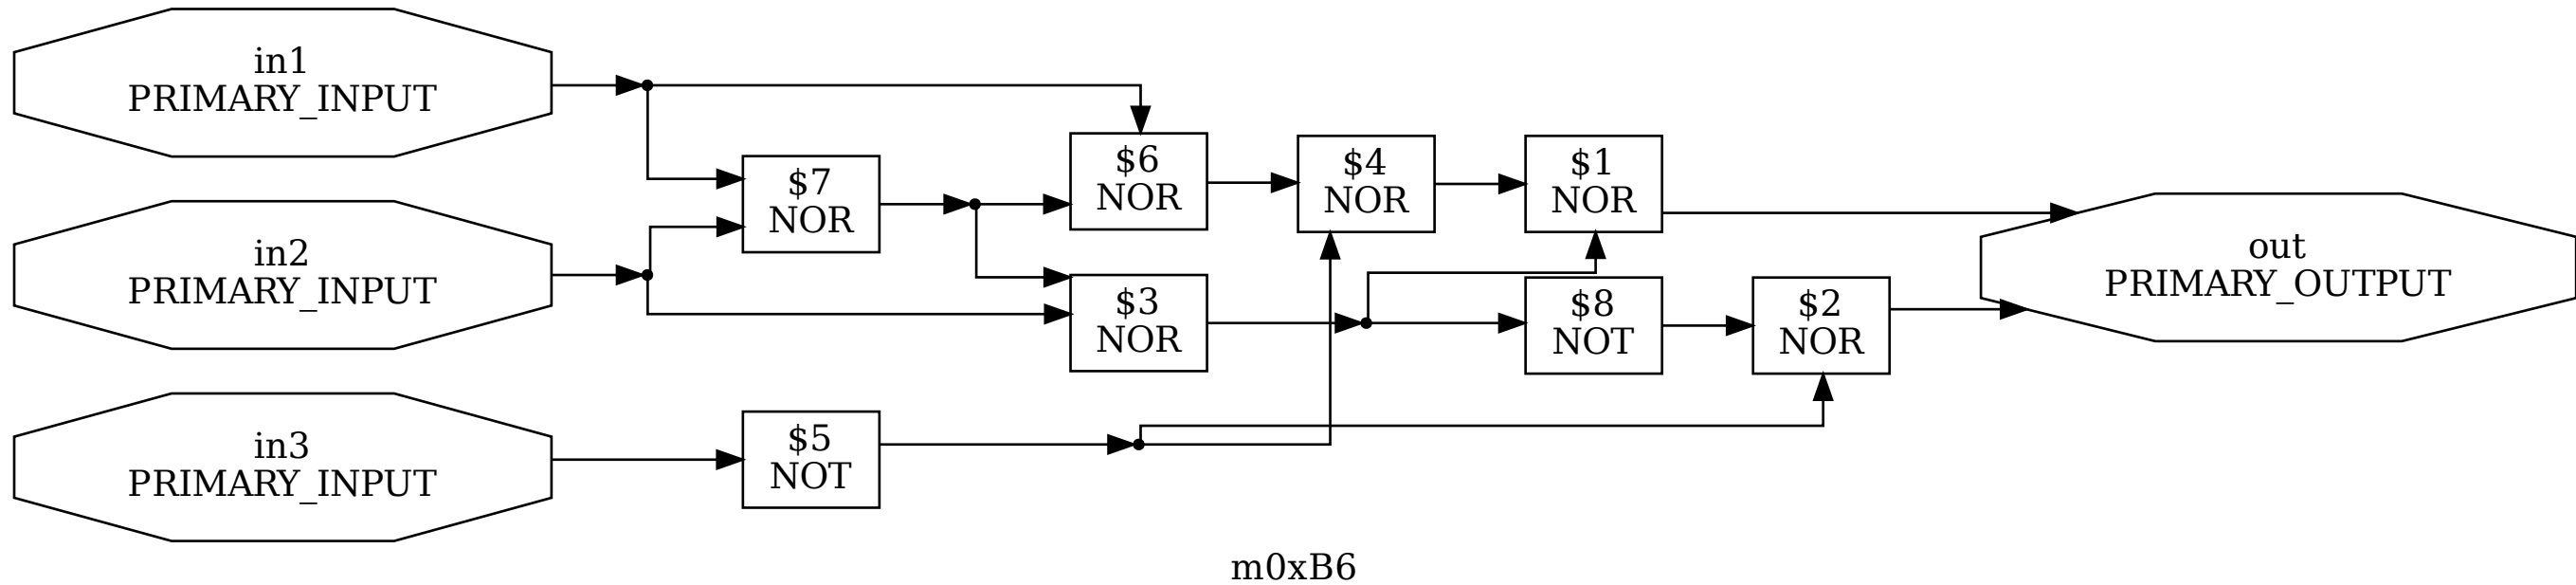 in1
PRIMARY_INPUT
in2
PRIMARY_INPUT
in3
PRIMARY_INPUT
$7
NOR
$5
NOT
$6
NOR
$3
NOR
$4
NOR
$1
NOR
$8
NOT
$2
NOR
out
PRIMARY_OUTPUT
m0xB6